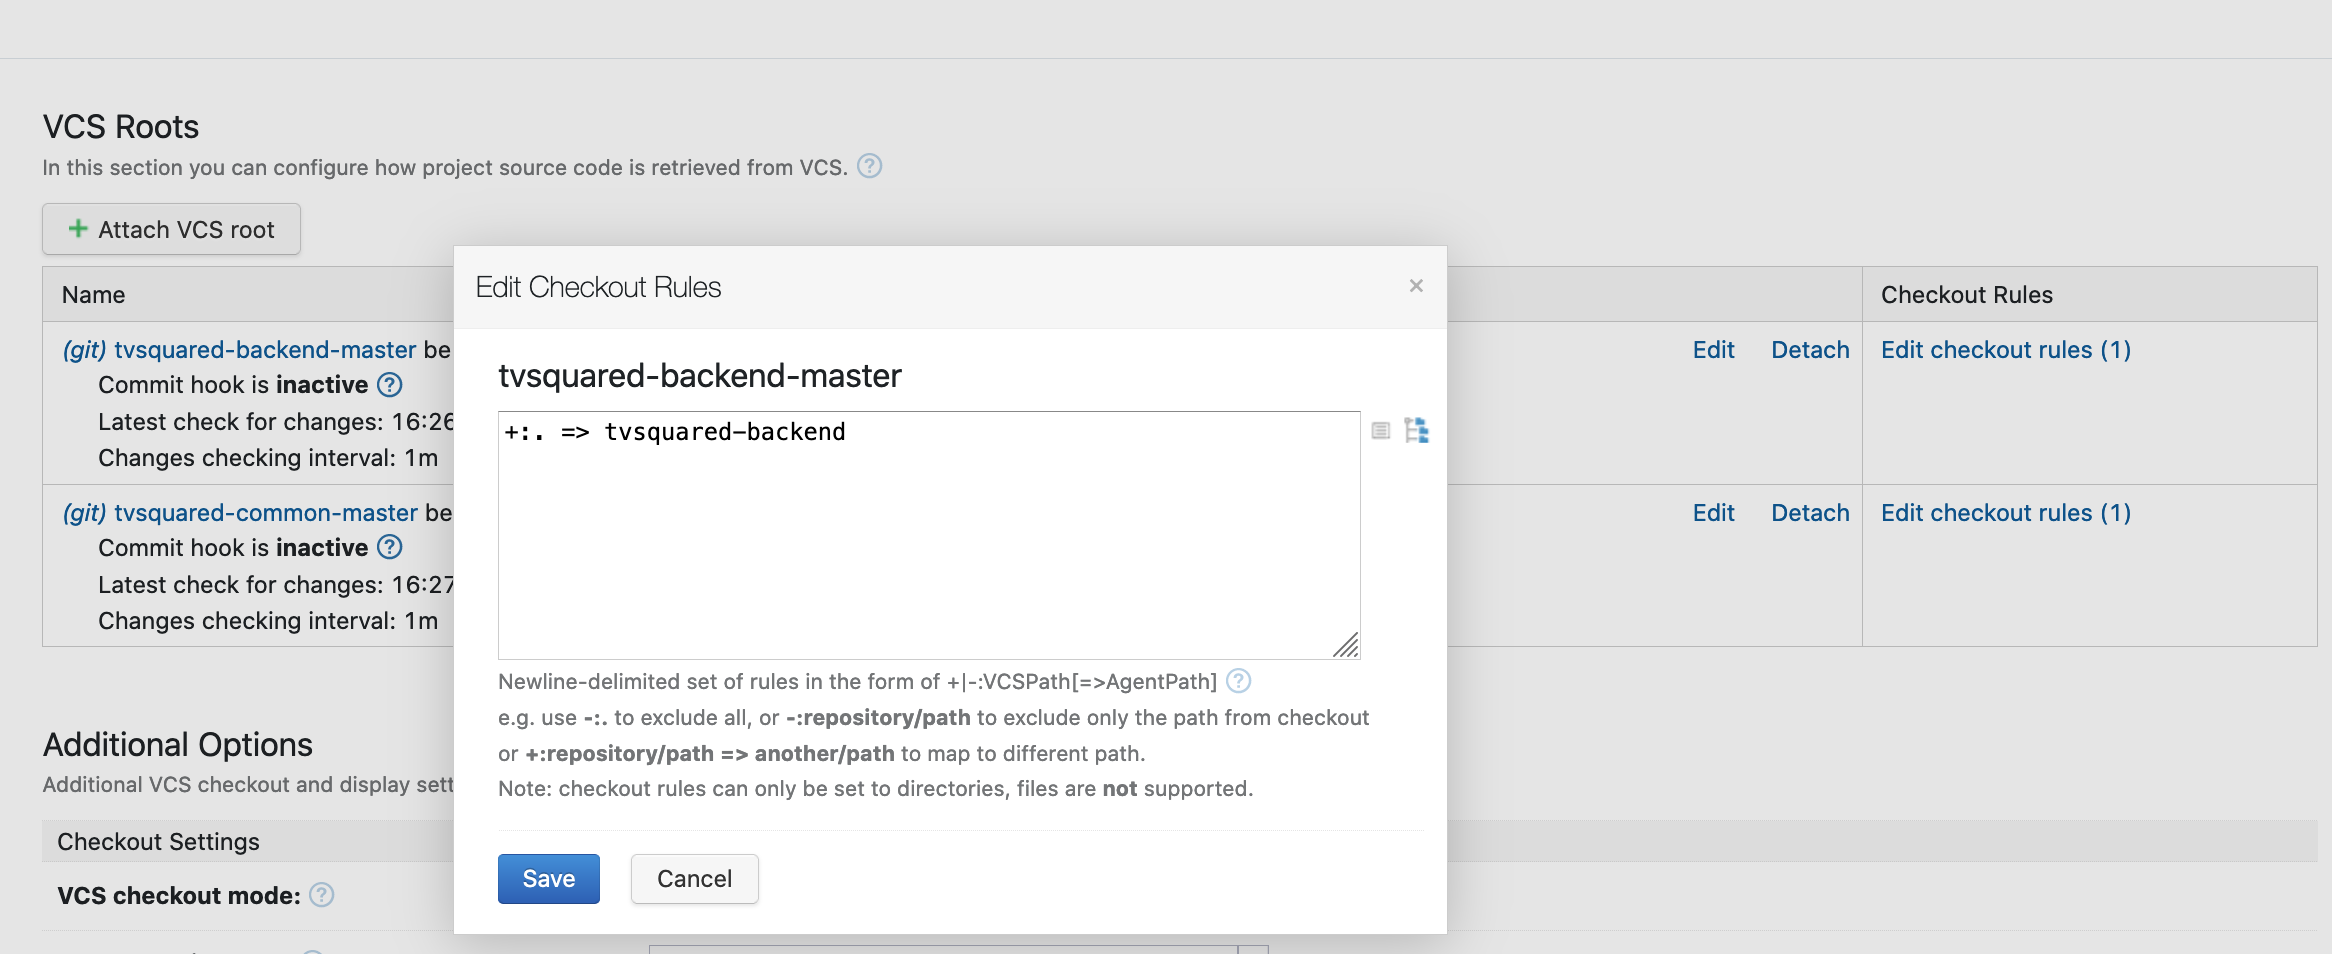 VCS Roots
In this section you can configure how project source code is retrieved from VCS. ?
+ Attach VCS root
Name
Checkout Rules
(git) tvsquared-backend-master be
Edit Detach Edit checkout rules (1)
Commit hook is inactive ?
Latest check for changes: 16:26
Changes checking interval: 1m
(git) tvsquared-common-master be
Edit Detach Edit checkout rules (1)
Commit hook is inactive ?
Latest check for changes: 16:27
Changes checking interval: 1m
Additional Options
Additional VCS checkout and display sett
Checkout Settings
VCS checkout mode: ?
Edit Checkout Rules ×
tvsquared-backend-master
+:. => tvsquared-backend
Newline-delimited set of rules in the form of +|-:VCSPath[=>AgentPath] ?
e.g. use -:. to exclude all, or -:repository/path to exclude only the path from checkout
or +:repository/path => another/path to map to different path.
Note: checkout rules can only be set to directories, files are not supported.
Save Cancel